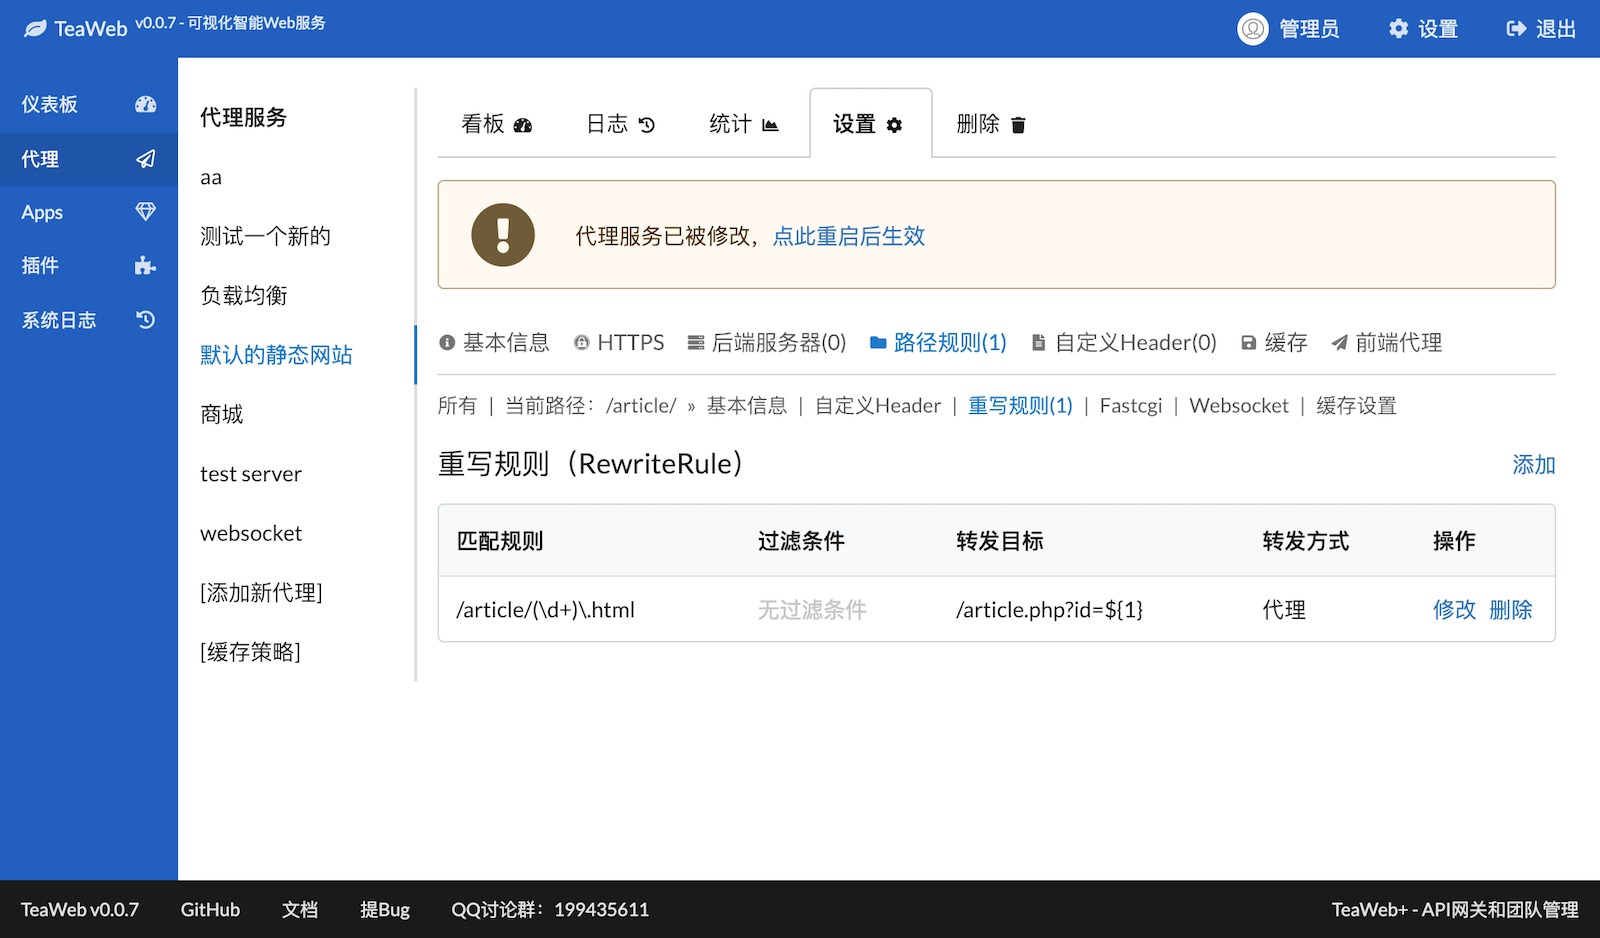 TeaWeb v0.0.7 - 可视化智能Web服务
管理员 设置 退出
仪表板
代理
Apps
插件
系统日志
代理服务
aa
测试一个新的
负载均衡
默认的静态网站
商城
test server
websocket
[添加新代理]
[缓存策略]
看板 日志 统计 设置 删除
代理服务已被修改，点此重启后生效
基本信息 HTTPS 后端服务器(0) 路径规则(1) 自定义Header(0) 缓存 前端代理
所有 | 当前路径：/article/ » 基本信息 | 自定义Header | 重写规则(1) | Fastcgi | Websocket | 缓存设置
重写规则（RewriteRule） 添加
匹配规则 过滤条件 转发目标 转发方式 操作
/article/(\d+)\.html 无过滤条件 /article.php?id=${1} 代理 修改 删除
TeaWeb v0.0.7 GitHub 文档 提Bug QQ讨论群：199435611 TeaWeb+ - API网关和团队管理